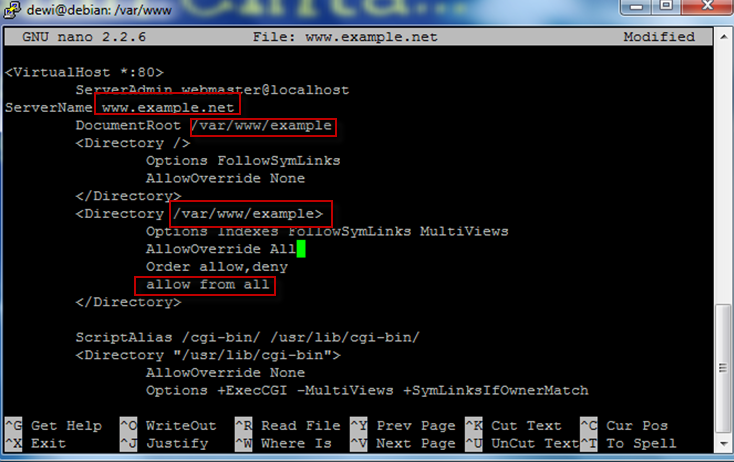 dewi@debian: /var/www
GNU nano 2.2.6 File: www.example.net Modified
<VirtualHost *:80>
ServerAdmin webmaster@localhost
ServerName www.example.net
DocumentRoot /var/www/example
<Directory />
Options FollowSymLinks
AllowOverride None
</Directory>
<Directory /var/www/example>
Options Indexes FollowSymLinks MultiViews
AllowOverride All
Order allow,deny
allow from all
</Directory>
ScriptAlias /cgi-bin/ /usr/lib/cgi-bin/
<Directory "/usr/lib/cgi-bin">
AllowOverride None
Options +ExecCGI -MultiViews +SymLinksIfOwnerMatch
^G Get Help ^O WriteOut ^R Read File ^Y Prev Page ^K Cut Text ^C Cur Pos
^X Exit ^J Justify ^W Where Is ^V Next Page ^U UnCut Text ^T To Spell